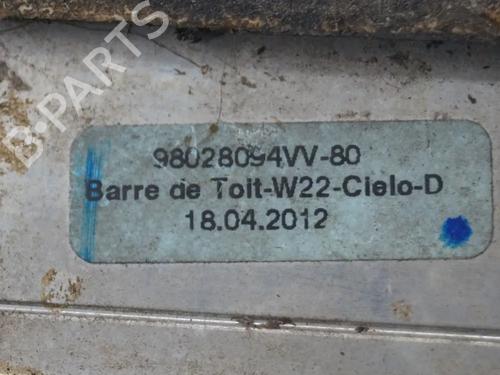 B-PARTS
98028094VV-80
Barre de Toit-W22-Cielo-D
18.04.2012